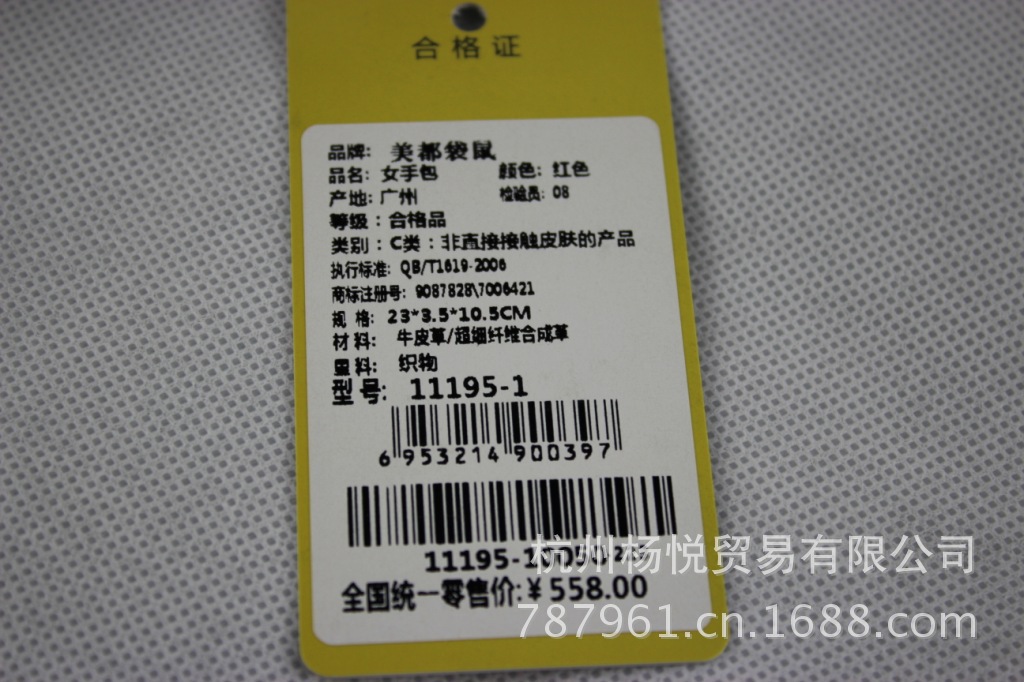 合格证
品牌: 美都袋鼠
品名: 女手包 颜色: 红色
产地: 广州 检验员: 08
等级: 合格品
类别: C类: 非直接接触皮肤的产品
执行标准: QB/T1619-2006
商标注册号: 9087828\7006421
规 格: 23*3.5*10.5CM
材 料: 牛皮革/超细纤维合成革
里 料: 织物
型 号: 11195-1
6 953214 900397
11195-1
杭州杨悦贸易有限公司
全国统一零售价:¥558.00
787961.cn.1688.com